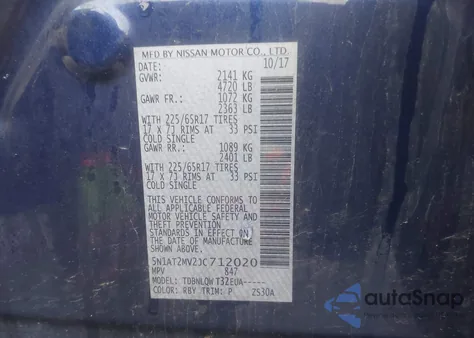 MFD BY NISSAN MOTOR CO., LTD.
DATE: 10/17
GVWR: 2141 KG
4720 LB
GAWR FR.: 1072 KG
2363 LB
WITH 225/65R17 TIRES
17 X 7J RIMS AT 33 PSI
COLD SINGLE
GAWR RR.: 1089 KG
2401 LB
WITH 225/65R17 TIRES
17 X 7J RIMS AT 33 PSI
COLD SINGLE
THIS VEHICLE CONFORMS TO ALL
APPLICABLE FEDERAL
MOTOR VEHICLE SAFETY AND
THEFT PREVENTION
STANDARDS IN EFFECT ON
THE DATE OF MANUFACTURE
SHOWN ABOVE.
5N1AT2MV2JC712020
MPV 847
TDBNLQW T32EUA-----
COLOR: RBY TRIM: P 2S30A
autoSnap